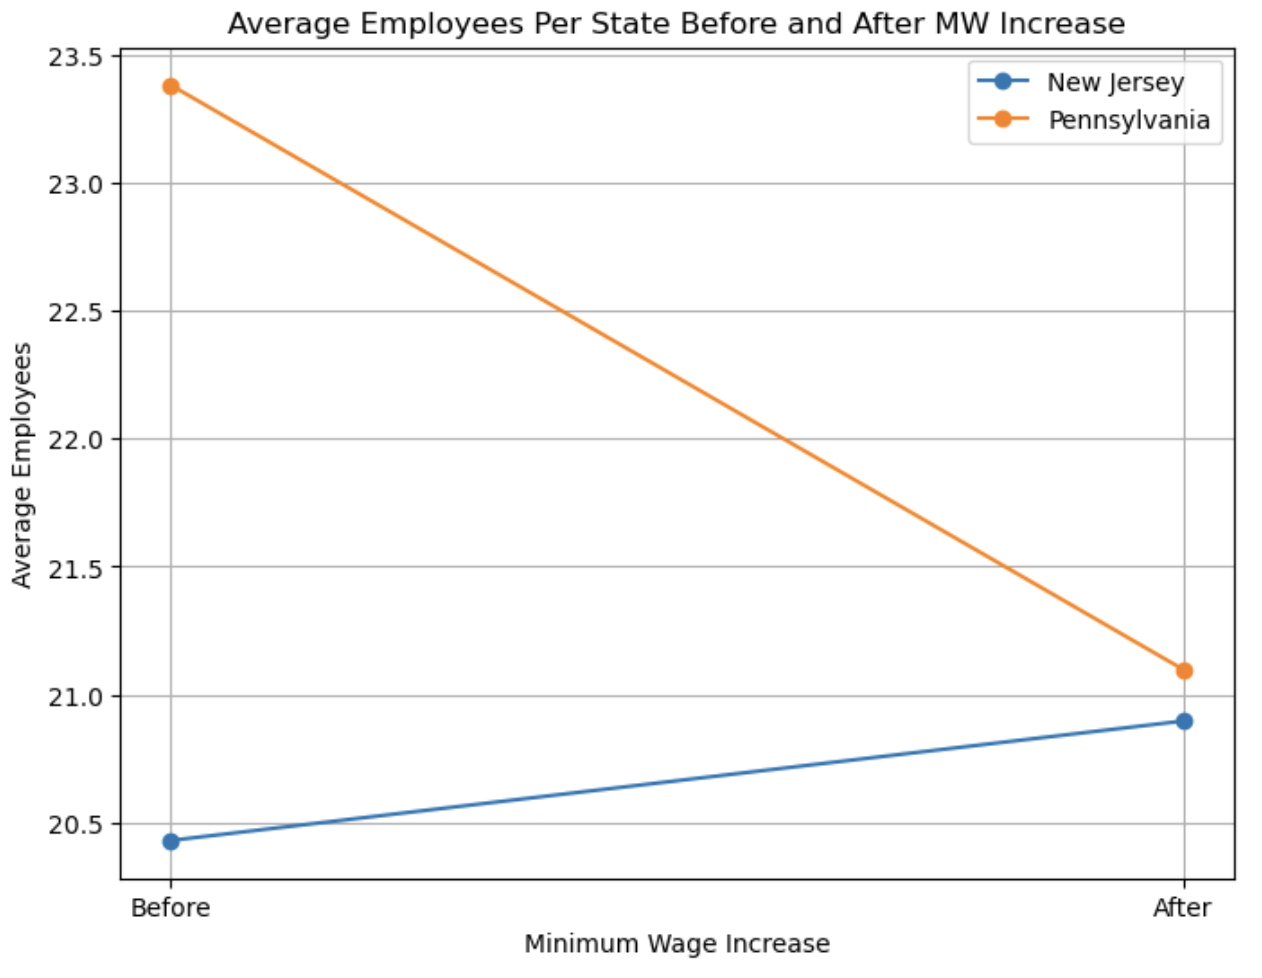 Average Employees Per State Before and After MW Increase
New Jersey
Pennsylvania
23.5
23.0
22.5
22.0
21.5
21.0
20.5
Average Employees
Before
After
Minimum Wage Increase